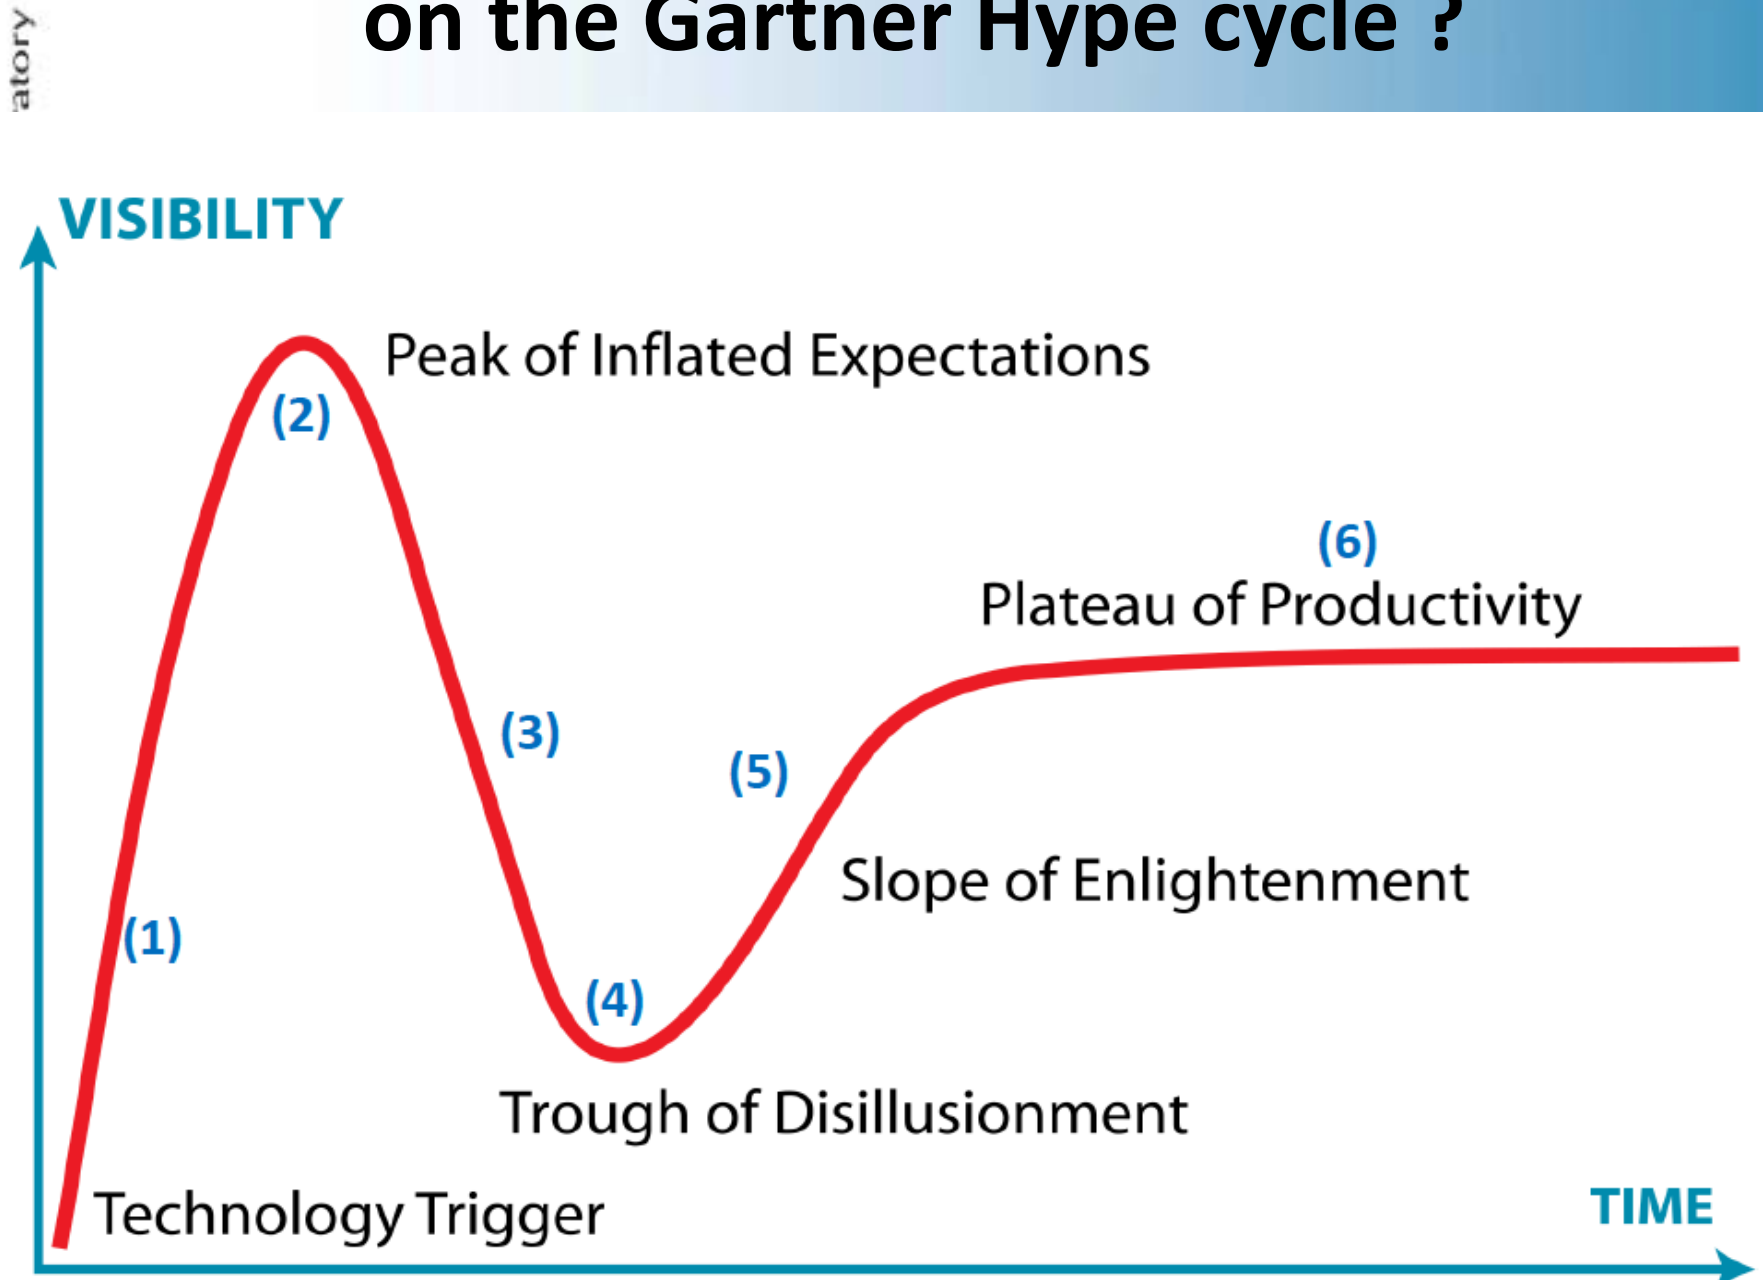 atory
on the Gartner Hype cycle ?
VISIBILITY
Peak of Inflated Expectations
(2)
(6)
Plateau of Productivity
(3)
(5)
Slope of Enlightenment
(1)
(4)
Trough of Disillusionment
Technology Trigger
TIME